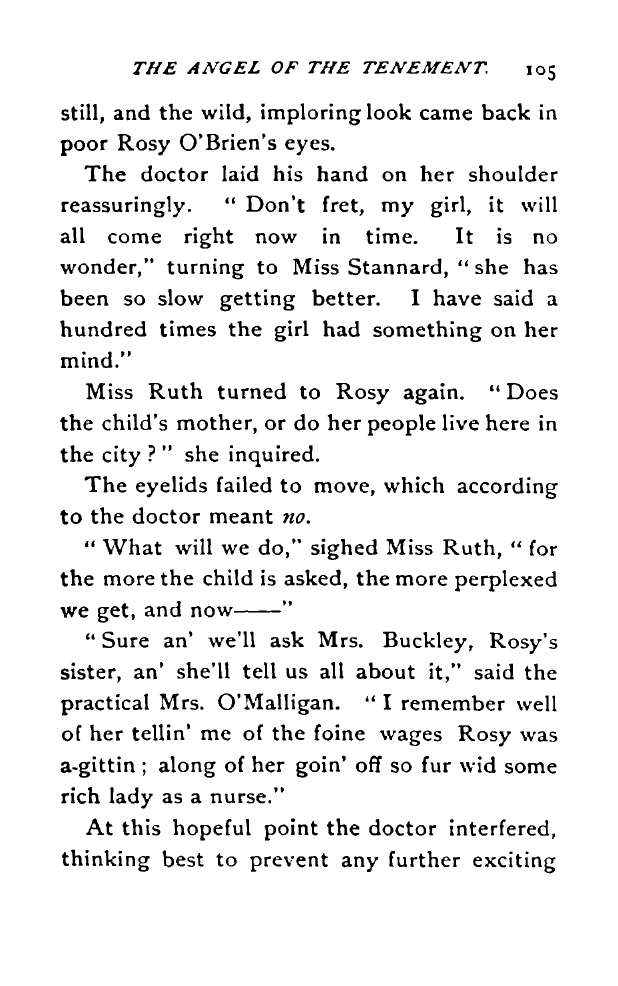 THE ANGEL OF THE TENEMENT. 105
still, and the wild, imploring look came back in
poor Rosy O'Brien's eyes.
The doctor laid his hand on her shoulder
reassuringly. “ Don't fret, my girl, it will
all come right now in time. It is no
wonder,” turning to Miss Stannard, “ she has
been so slow getting better. I have said a
hundred times the girl had something on her
mind.”
Miss Ruth turned to Rosy again. “ Does
the child's mother, or do her people live here in
the city ? ” she inquired.
The eyelids failed to move, which according
to the doctor meant no.
“ What will we do,” sighed Miss Ruth, “ for
the more the child is asked, the more perplexed
we get, and now——”
“ Sure an' we'll ask Mrs. Buckley, Rosy's
sister, an' she'll tell us all about it,” said the
practical Mrs. O'Malligan. “ I remember well
of her tellin' me of the foine wages Rosy was
a-gittin ; along of her goin' off so fur wid some
rich lady as a nurse.”
At this hopeful point the doctor interfered,
thinking best to prevent any further exciting